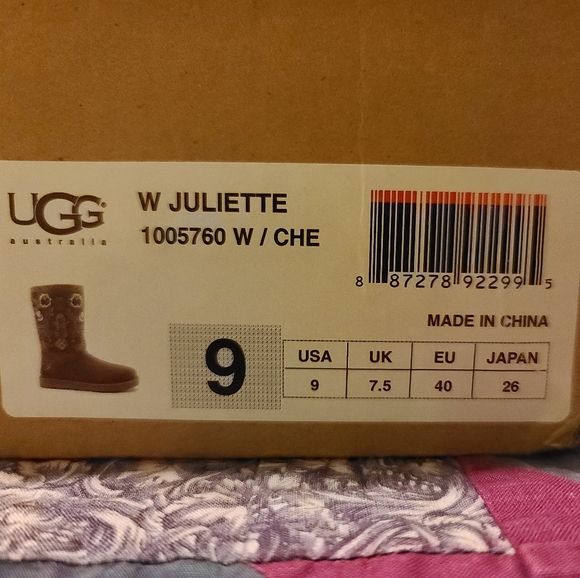 UGG
australia
W JULIETTE
1005760 W / CHE
8 87278 92299 5
MADE IN CHINA
9
USA UK EU JAPAN
9 7.5 40 26